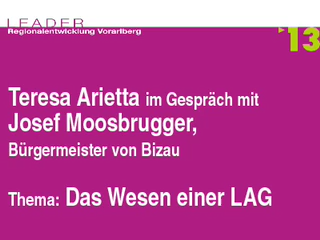 LEADER
Regionalentwicklung Vorarlberg
'13
Teresa Arietta im Gespräch mit
Josef Moosbrugger,
Bürgermeister von Bizau
Thema: Das Wesen einer LAG